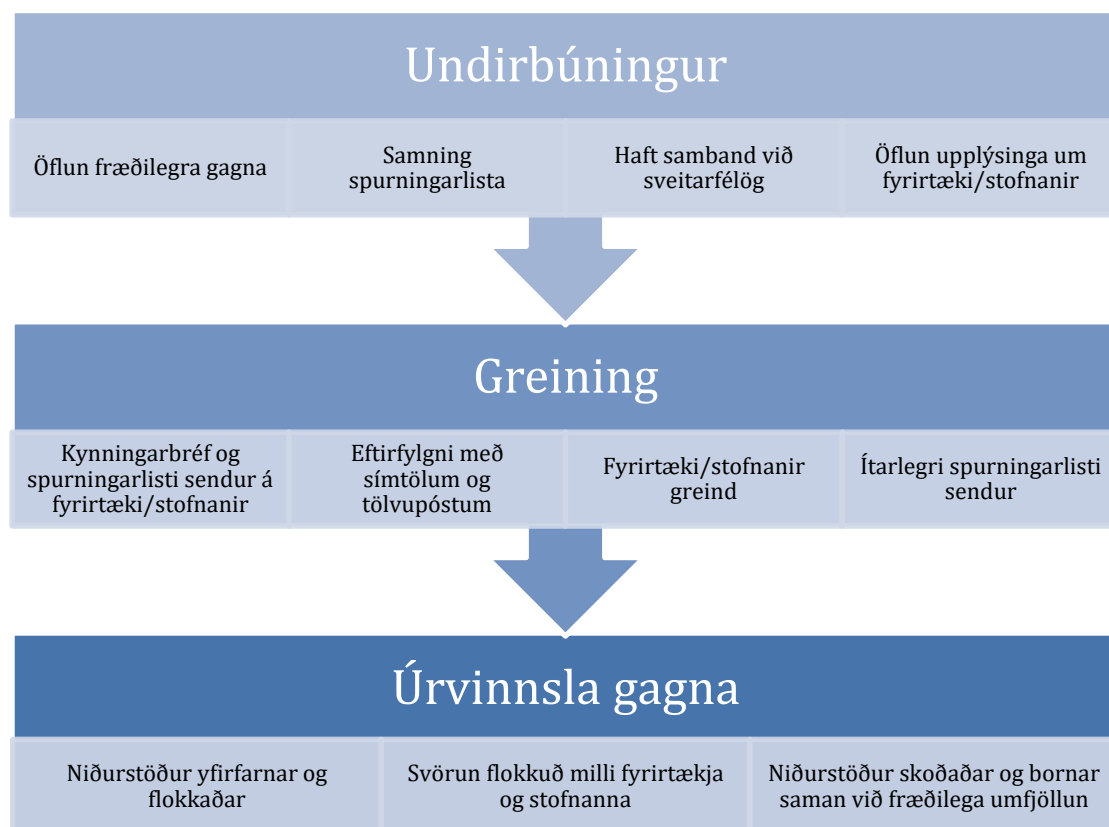 Undirbúningur
Öflun fræðilegra gagna
Samning
spurningarlista
Haft samband við
sveitarfélög
Öflun upplýsinga um
fyrirtæki/stofnanir
Greining
Kynningarbréf og
spurningarlisti sendur á
fyrirtæki/stofnanir
Eftirfylgni með
símtölum og
tölvupóstum
Fyrirtæki/stofnanir
greind
Ítarlegri spurningarlisti
sendur
Úrvinnsla gagna
Niðurstöður yfirfarnar og
flokkaðar
Svörun flokkuð milli fyrirtækja
og stofnanna
Niðurstöður skoðaðar og bornar
saman við fræðilega umfjöllun